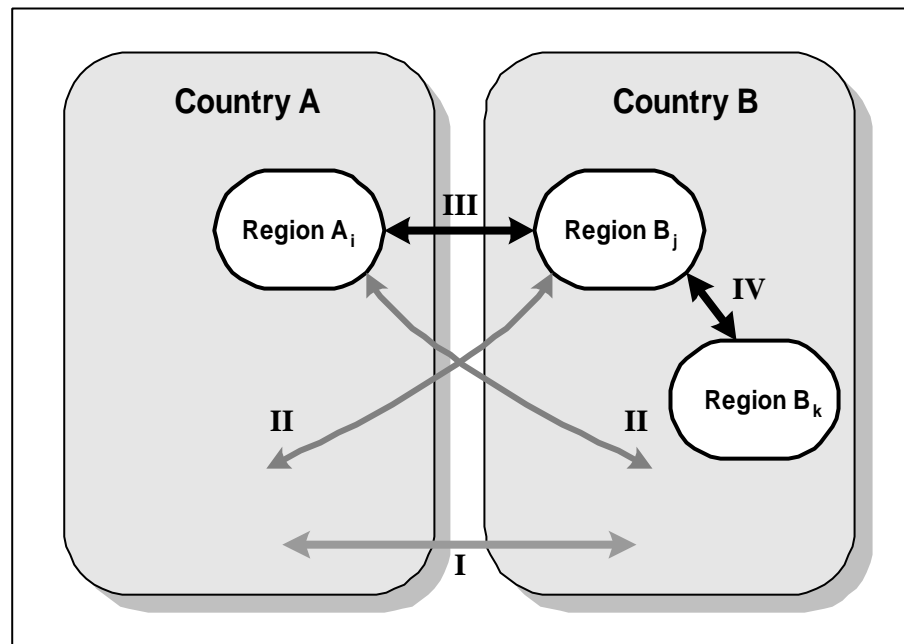 Country A
Country B
III
Region Ai
Region Bj
IV
Region Bk
II
II
I